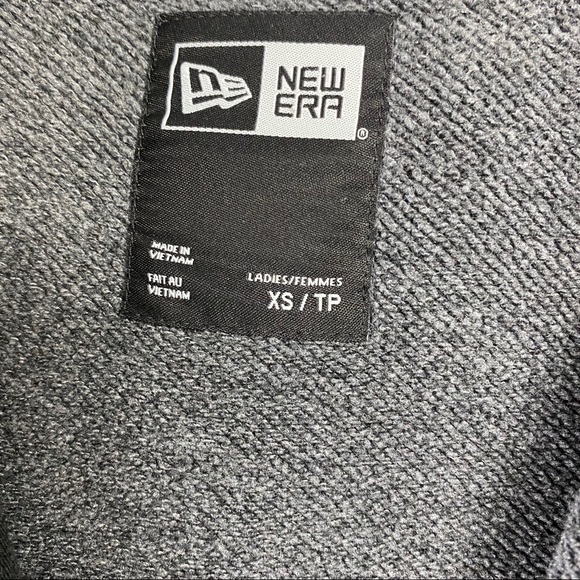 NEW
ERA
®
MADE IN
VIETNAM
FAIT AU
VIETNAM
LADIES/FEMMES
XS / TP